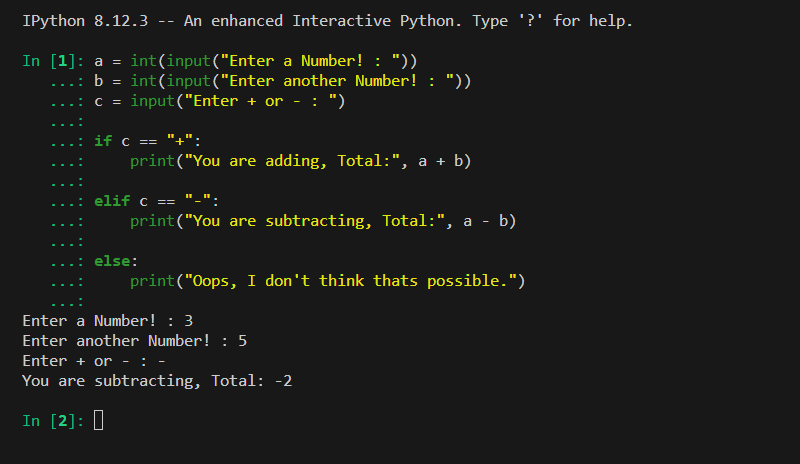 IPython 8.12.3 -- An enhanced Interactive Python. Type '?' for help.
In [1]: a = int(input("Enter a Number! : "))
   ...: b = int(input("Enter another Number! : "))
   ...: c = input("Enter + or - : ")
   ...:
   ...: if c == "+":
   ...:     print("You are adding, Total:", a + b)
   ...:
   ...: elif c == "-":
   ...:     print("You are subtracting, Total:", a - b)
   ...:
   ...: else:
   ...:     print("Oops, I don't think thats possible.")
   ...:
Enter a Number! : 3
Enter another Number! : 5
Enter + or - : -
You are subtracting, Total: -2
In [2]: